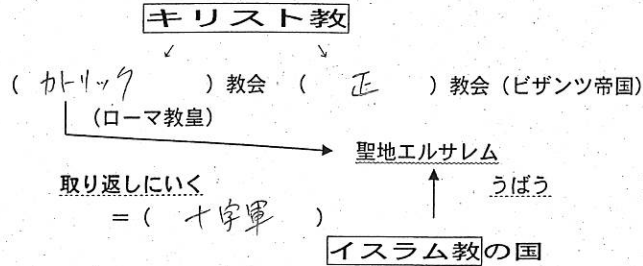 キリスト教
( カトリック ) 教会 ( 正 ) 教会 (ビザンツ帝国)
(ローマ教皇)
聖地エルサレム
取り返しにいく うばう
= ( 十字軍 )
イスラム教の国